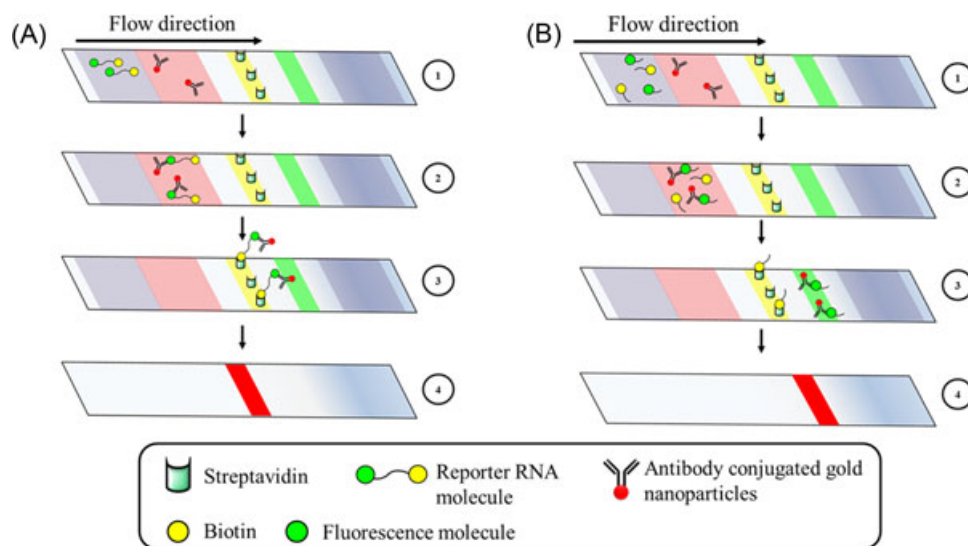 (A)
Flow direction
1
2
3
4
(B)
Flow direction
1
2
3
4
Streptavidin
Reporter RNA
molecule
Antibody conjugated gold
nanoparticles
Biotin
Fluorescence molecule